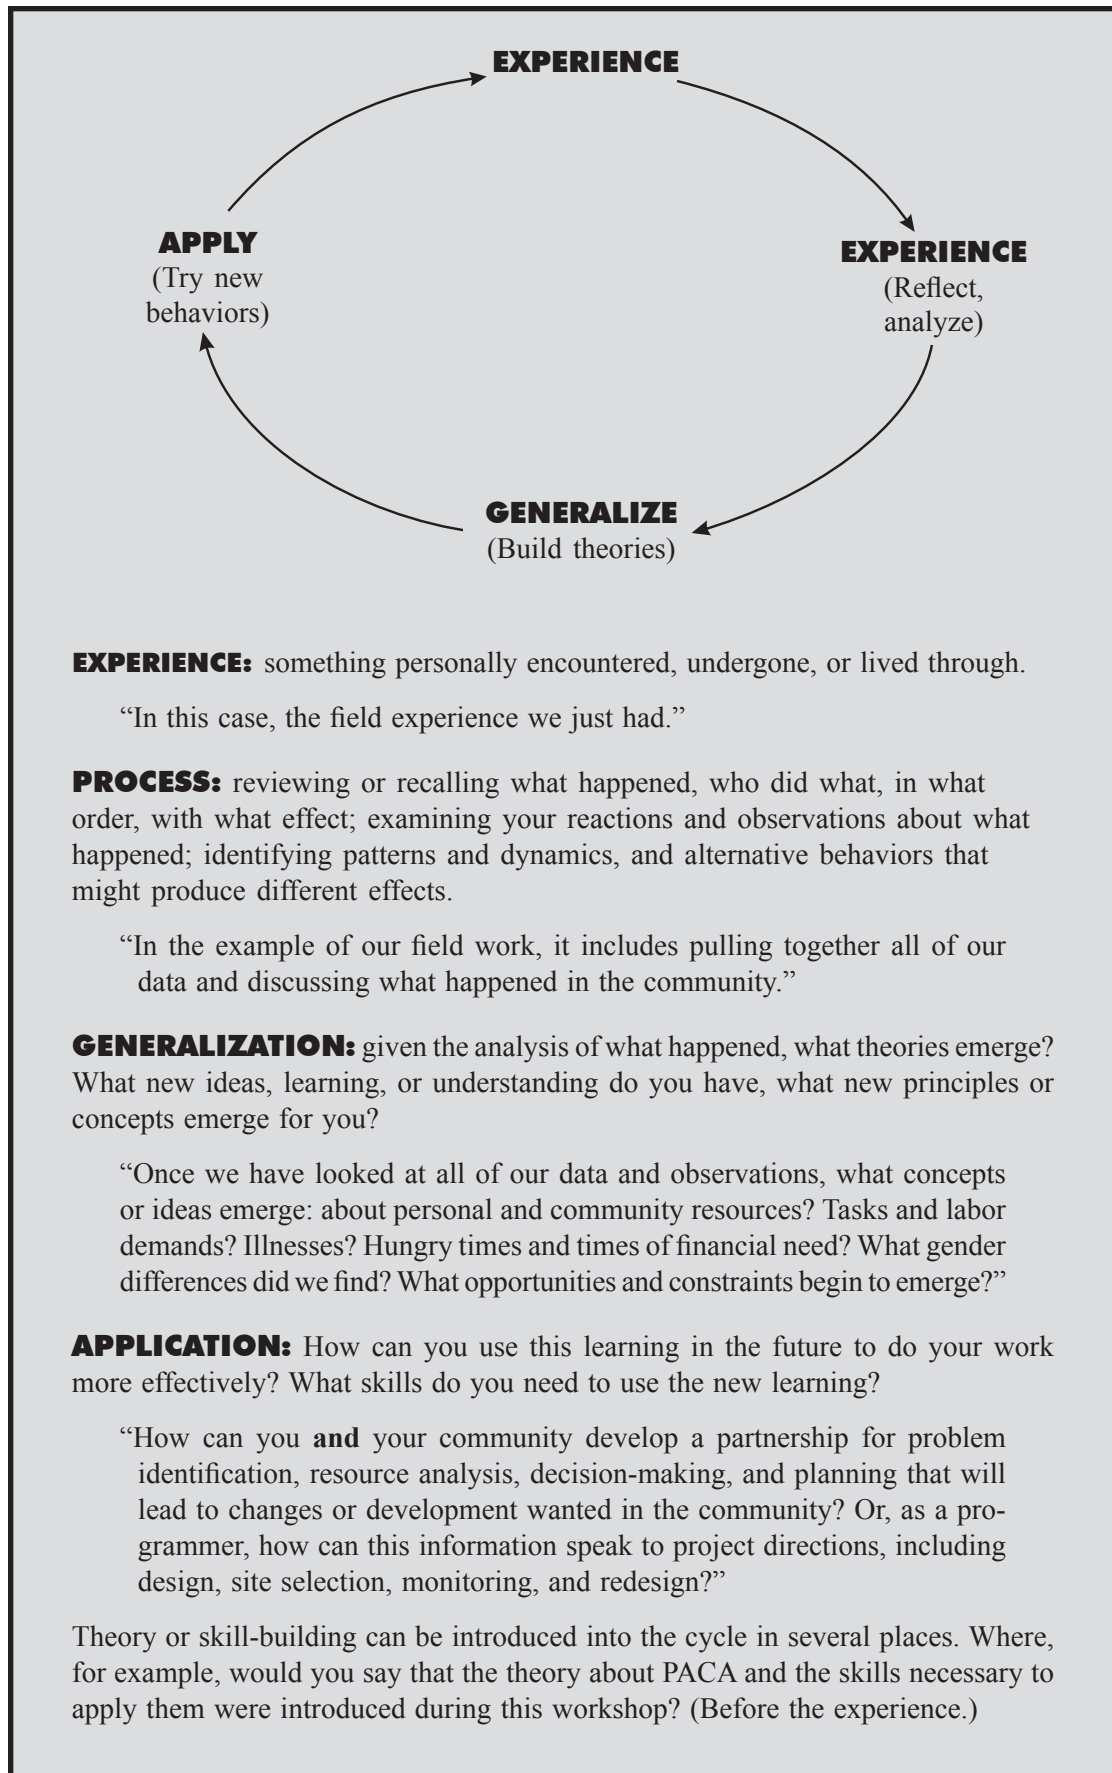 EXPERIENCE
APPLY
(Try new
behaviors)
EXPERIENCE
(Reflect,
analyze)
GENERALIZE
(Build theories)
EXPERIENCE: something personally encountered, undergone, or lived through.
“In this case, the field experience we just had.”
PROCESS: reviewing or recalling what happened, who did what, in what
order, with what effect; examining your reactions and observations about what
happened; identifying patterns and dynamics, and alternative behaviors that
might produce different effects.
“In the example of our field work, it includes pulling together all of our
data and discussing what happened in the community.”
GENERALIZATION: given the analysis of what happened, what theories emerge?
What new ideas, learning, or understanding do you have, what new principles or
concepts emerge for you?
“Once we have looked at all of our data and observations, what concepts
or ideas emerge: about personal and community resources? Tasks and labor
demands? Illnesses? Hungry times and times of financial need? What gender
differences did we find? What opportunities and constraints begin to emerge?”
APPLICATION: How can you use this learning in the future to do your work
more effectively? What skills do you need to use the new learning?
“How can you and your community develop a partnership for problem
identification, resource analysis, decision-making, and planning that will
lead to changes or development wanted in the community? Or, as a pro-
grammer, how can this information speak to project directions, including
design, site selection, monitoring, and redesign?”
Theory or skill-building can be introduced into the cycle in several places. Where,
for example, would you say that the theory about PACA and the skills necessary to
apply them were introduced during this workshop? (Before the experience.)